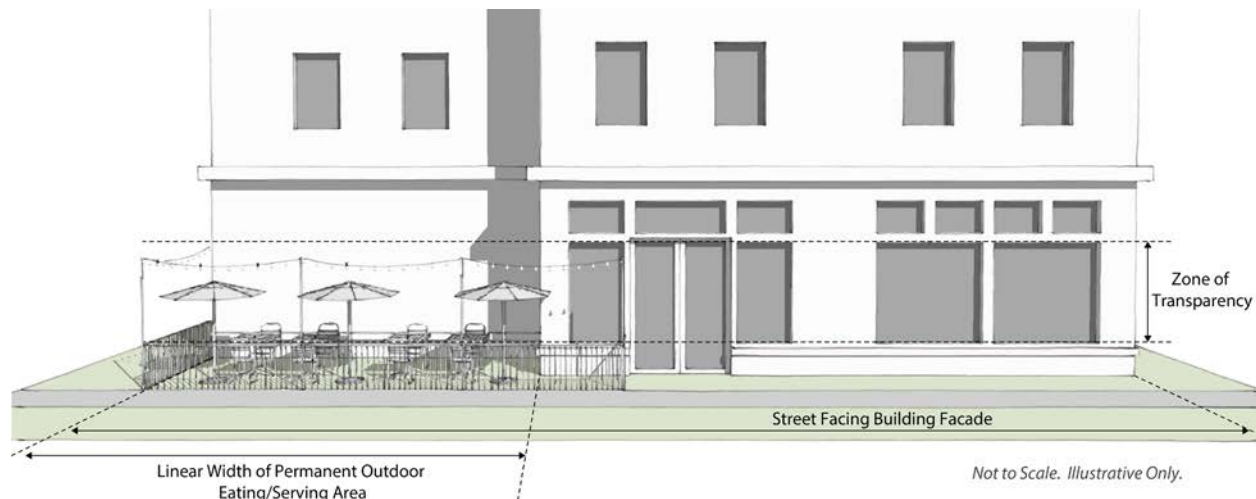 Zone of
Transparency
Street Facing Building Facade
Linear Width of Permanent Outdoor
Eating/Serving Area
Not to Scale. Illustrative Only.